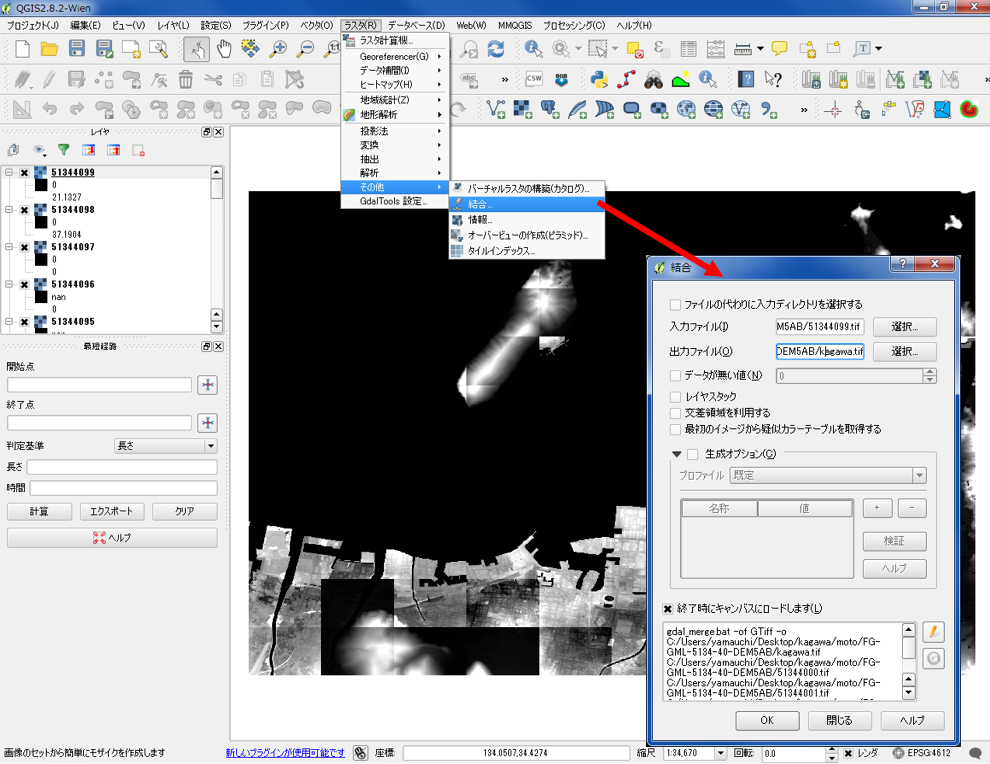 QGIS2.8.2-Wien
プロジェクト(J) 編集(E) ビュー(V) レイヤ(L) 設定(S) プラグイン(P) ベクタ(O) ラスタ(R) データベース(D) Web(W) MMQGIS プロセッシング(C) ヘルプ(H)
ラスタ計算機...
Georeferencer(G)
データ補間(I)
ヒートマップ(H)
地域統計(Z)
地形解析
投影法
変換
抽出
解析
その他
GdalTools 設定...
バーチャルラスタの構築(カタログ)...
結合...
情報...
オーバービューの作成(ピラミッド)...
タイルインデックス...
abc
CSW
レイヤ
51344099
0
21.1327
51344098
0
37.1904
51344097
0
0
51344096
nan
0
51344095
最短経路
開始点
終了点
判定基準 長さ
長さ
時間
計算 エクスポート クリア
ヘルプ
結合
ファイルの代わりに入力ディレクトリを選択する
入力ファイル(I) M5AB/51344099.tif 選択...
出力ファイル(O) DEM5AB/kagawa.tif 選択...
データが無い値(N) 0
レイヤスタック
交差領域を利用する
最初のイメージから疑似カラーテーブルを取得する
生成オプション(C)
プロファイル 既定
名称 値 + -
検証
ヘルプ
終了時にキャンバスにロードします(L)
gdal_merge.bat -of GTiff -o
C:/Users/yamauchi/Desktop/kagawa/moto/FG-
GML-5134-40-DEM5AB/kagawa.tif
C:/Users/yamauchi/Desktop/kagawa/moto/FG-
GML-5134-40-DEM5AB/51344000.tif
C:/Users/yamauchi/Desktop/kagawa/moto/FG-
GML-5134-40-DEM5AB/51344001.tif
OK 閉じる ヘルプ
画像のセットから簡単にモザイクを作成します 新しいプラグインが使用可能です 座標: 134.0507,34.4274 縮尺 1:34,670 回転: 0.0 レンダ EPSG:4612